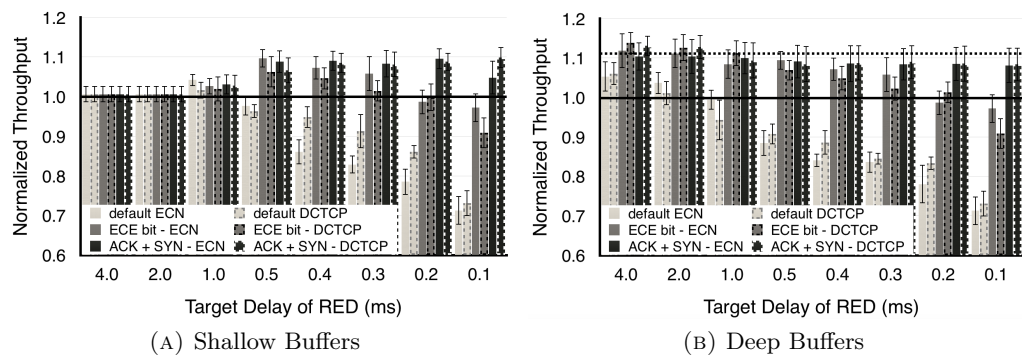 Normalized Throughput
1.2
1.1
1.0
0.9
0.8
0.7
0.6
default ECN
default DCTCP
ECE bit - ECN
ECE bit - DCTCP
ACK + SYN - ECN
ACK + SYN - DCTCP
4.0 2.0 1.0 0.5 0.4 0.3 0.2 0.1
Target Delay of RED (ms)
(A) Shallow Buffers
Normalized Throughput
1.2
1.1
1.0
0.9
0.8
0.7
0.6
default ECN
default DCTCP
ECE bit - ECN
ECE bit - DCTCP
ACK + SYN - ECN
ACK + SYN - DCTCP
4.0 2.0 1.0 0.5 0.4 0.3 0.2 0.1
Target Delay of RED (ms)
(B) Deep Buffers